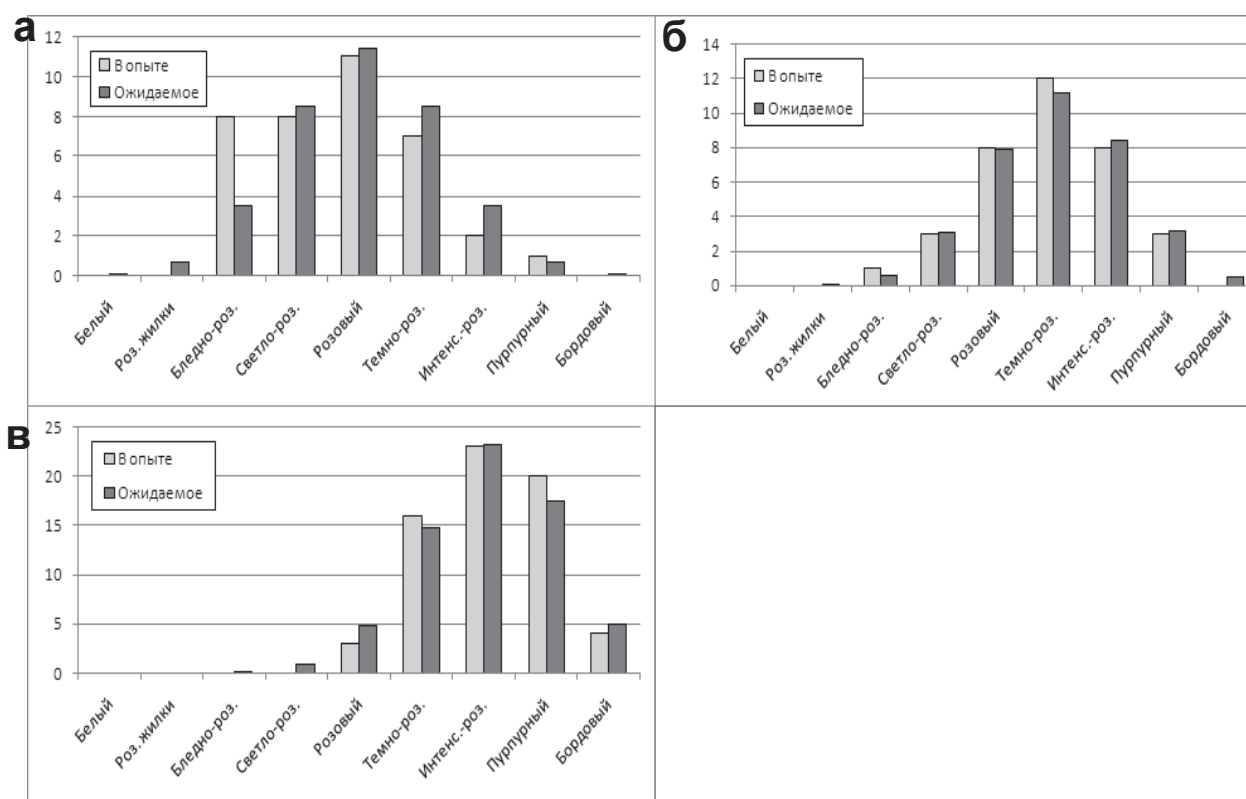 а
12
10
8
6
4
2
0
В опыте
Ожидаемое
Белый
Роз. жилки
Бледно-роз.
Светло-роз.
Розовый
Темно-роз.
Интенс.-роз.
Пурпурный
Бордовый
б
14
12
10
8
6
4
2
0
В опыте
Ожидаемое
Белый
Роз. жилки
Бледно-роз.
Светло-роз.
Розовый
Темно-роз.
Интенс.-роз.
Пурпурный
Бордовый
в
25
20
15
10
5
0
В опыте
Ожидаемое
Белый
Роз. жилки
Бледно-роз.
Светло-роз.
Розовый
Темно-роз.
Интенс.-роз.
Пурпурный
Бордовый